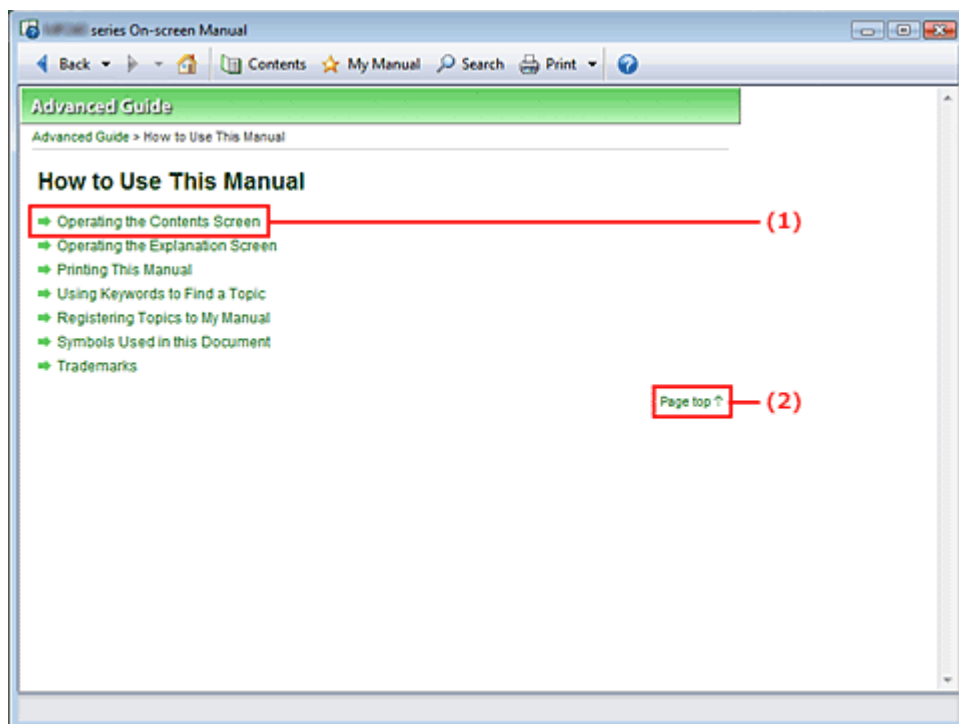 series On-screen Manual
Back Contents My Manual Search Print
Advanced Guide
Advanced Guide > How to Use This Manual
How to Use This Manual
Operating the Contents Screen (1)
Operating the Explanation Screen
Printing This Manual
Using Keywords to Find a Topic
Registering Topics to My Manual
Symbols Used in this Document
Trademarks
Page top ↑ (2)